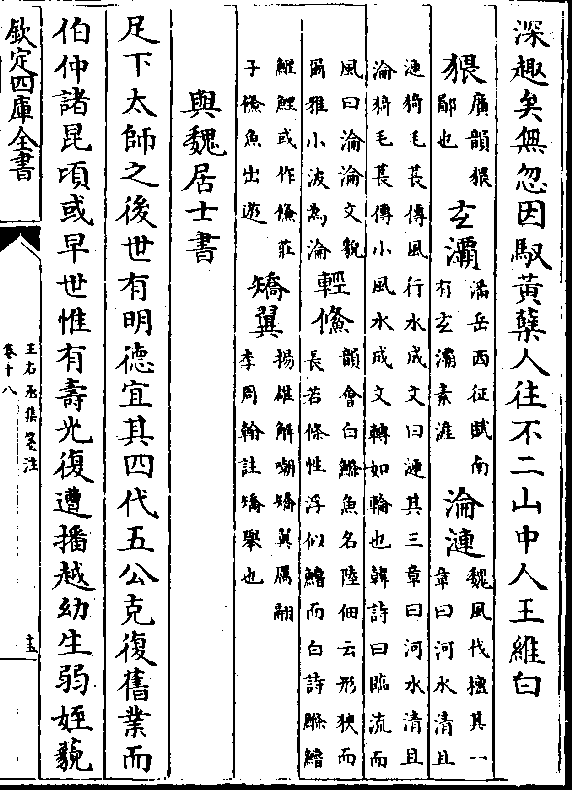 深趣矣無忽因馭黃蘗人往不二山中人王維白
猥
廣韻猥
鄙也
玄灞
潘岳西征賦南
有玄灞素滻
淪漣
魏風伐檀其一
章曰河水清且
漣猗毛萇傳風行水成文曰漣其三章曰河水清且
淪猗毛萇傳小風水成文轉如輪也韓詩曰臨流而
風曰淪淪文貌
爾雅小波為淪
輕鯈
韻會白鰷魚名陸佃云形狹而
長若條性浮似鱔而白詩鰷鱨
鰋鯉或作鯈莊
子鯈魚出遊
矯翼
揚雄解嘲矯翼厲翮
李周翰註矯舉也
與魏居士書
足下太師之後世有明德宜其四代五公克復舊業而
伯仲諸昆頃或早世惟有壽光復遭播越幼生弱姪藐
欽定四庫全書
王右丞集箋注
卷十八
十五